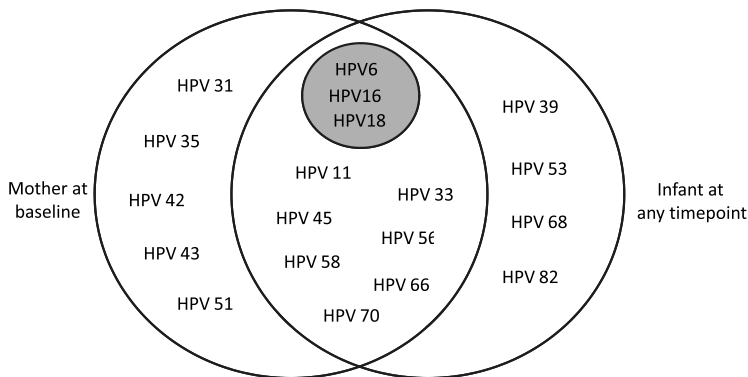 HPV6
HPV16
HPV18
HPV 31
HPV 35
HPV 42
HPV 43
HPV 51
Mother at
baseline
HPV 11
HPV 33
HPV 45
HPV 56
HPV 58
HPV 66
HPV 70
HPV 39
HPV 53
HPV 68
HPV 82
Infant at
any timepoint